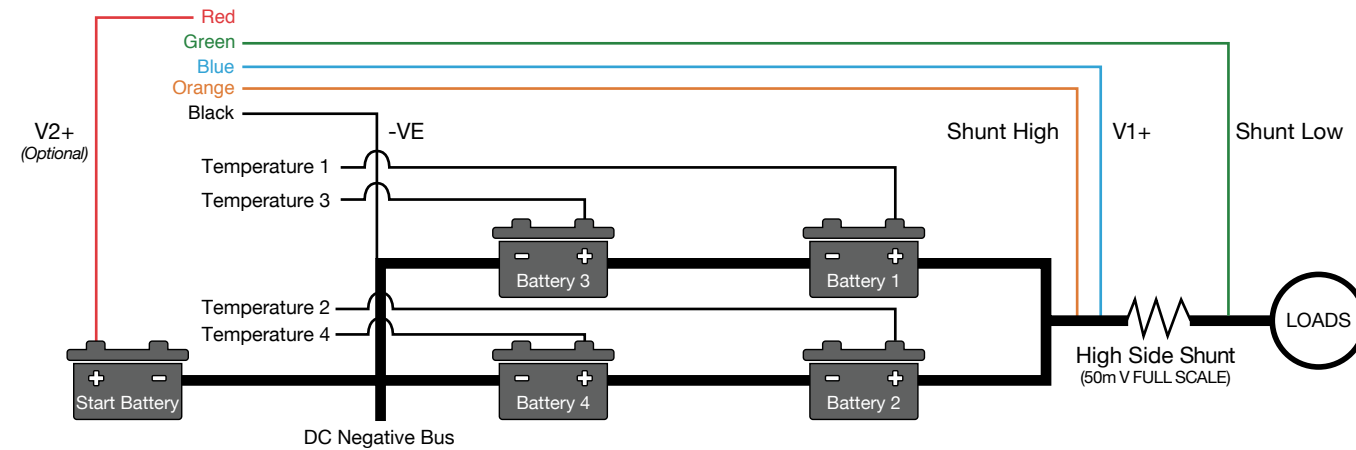 Red
Green
Blue
Orange
Black
V2+
(Optional)
-VE
Shunt High
V1+
Shunt Low
Temperature 1
Temperature 3
- +
Battery 3
- +
Battery 1
Temperature 2
Temperature 4
LOADS
High Side Shunt
(50m V FULL SCALE)
+ -
Start Battery
- +
Battery 4
- +
Battery 2
DC Negative Bus